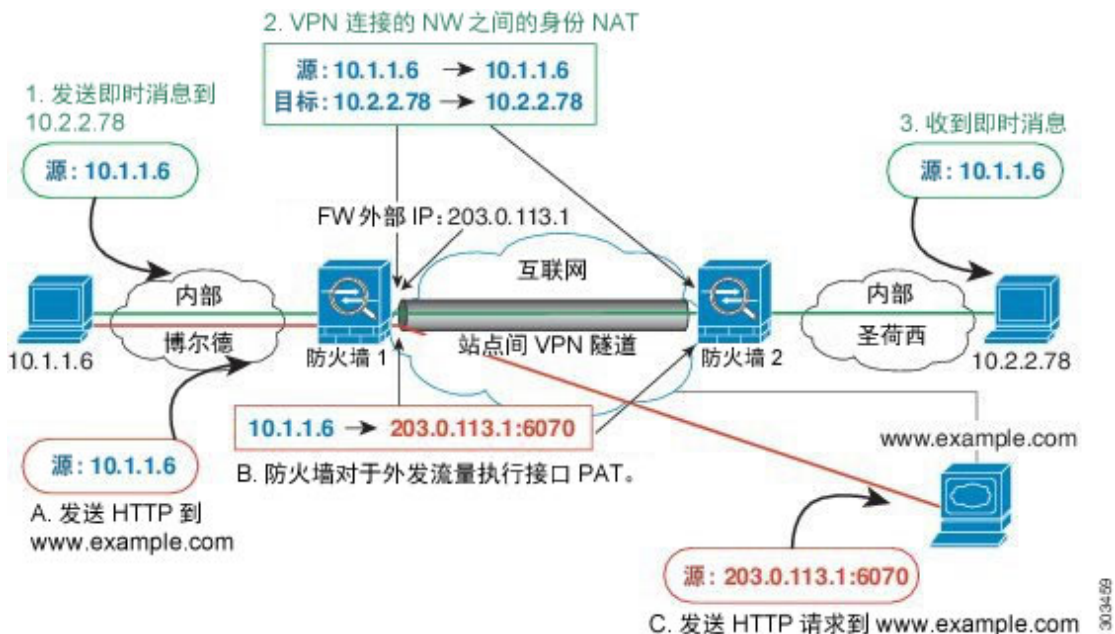 2. VPN 连接的 NW 之间的身份 NAT
源: 10.1.1.6 → 10.1.1.6
目标: 10.2.2.78 → 10.2.2.78
1. 发送即时消息到
10.2.2.78
源: 10.1.1.6
3. 收到即时消息
源: 10.1.1.6
FW 外部 IP: 203.0.113.1
互联网
内部
博尔德
10.1.1.6
防火墙 1
站点间 VPN 隧道
防火墙 2
内部
圣荷西
10.2.2.78
10.1.1.6 → 203.0.113.1:6070
B. 防火墙对于外发流量执行接口 PAT。
www.example.com
源: 10.1.1.6
A. 发送 HTTP 到
www.example.com
源: 203.0.113.1:6070
C. 发送 HTTP 请求到 www.example.com
303459